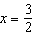 x = 3/2